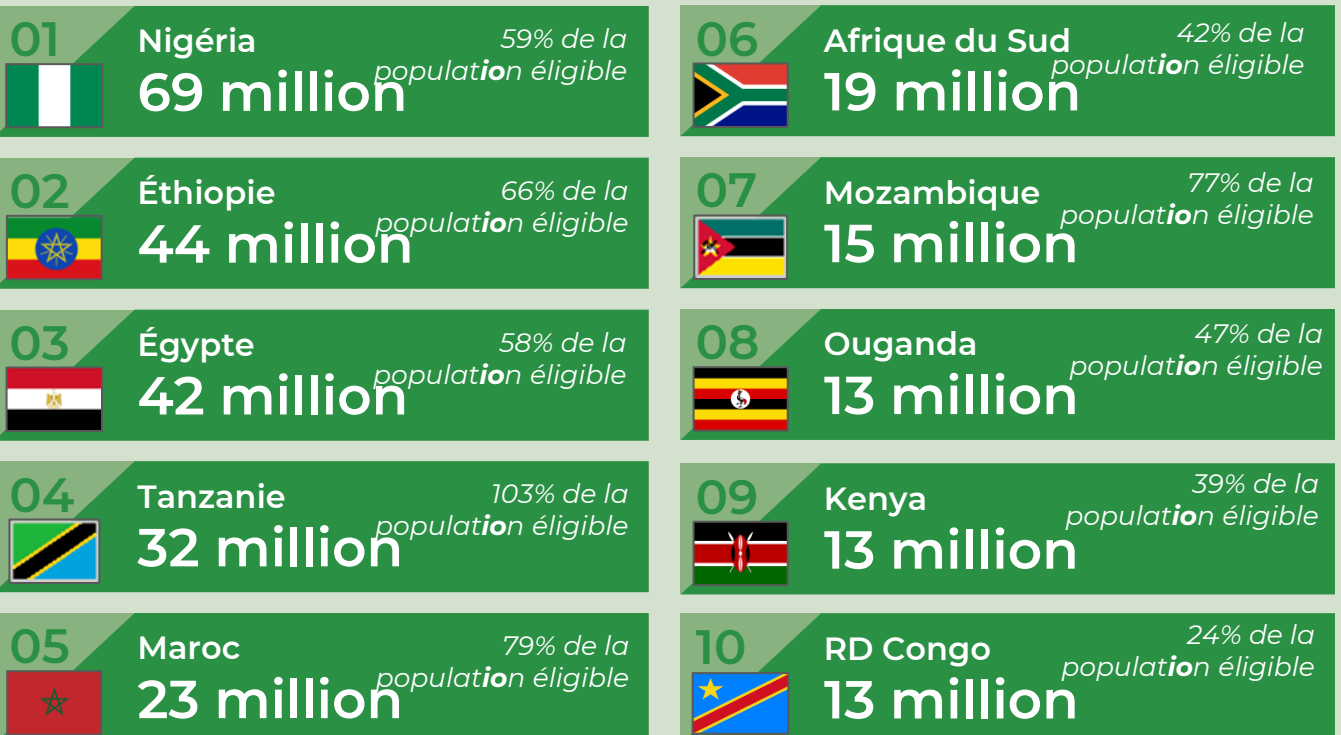 01
Nigéria
59% de la
population éligible
69 million
02
Éthiopie
66% de la
population éligible
44 million
03
Égypte
58% de la
population éligible
42 million
04
Tanzanie
103% de la
population éligible
32 million
05
Maroc
79% de la
population éligible
23 million
06
Afrique du Sud
42% de la
population éligible
19 million
07
Mozambique
77% de la
population éligible
15 million
08
Ouganda
47% de la
population éligible
13 million
09
Kenya
39% de la
population éligible
13 million
10
RD Congo
24% de la
population éligible
13 million